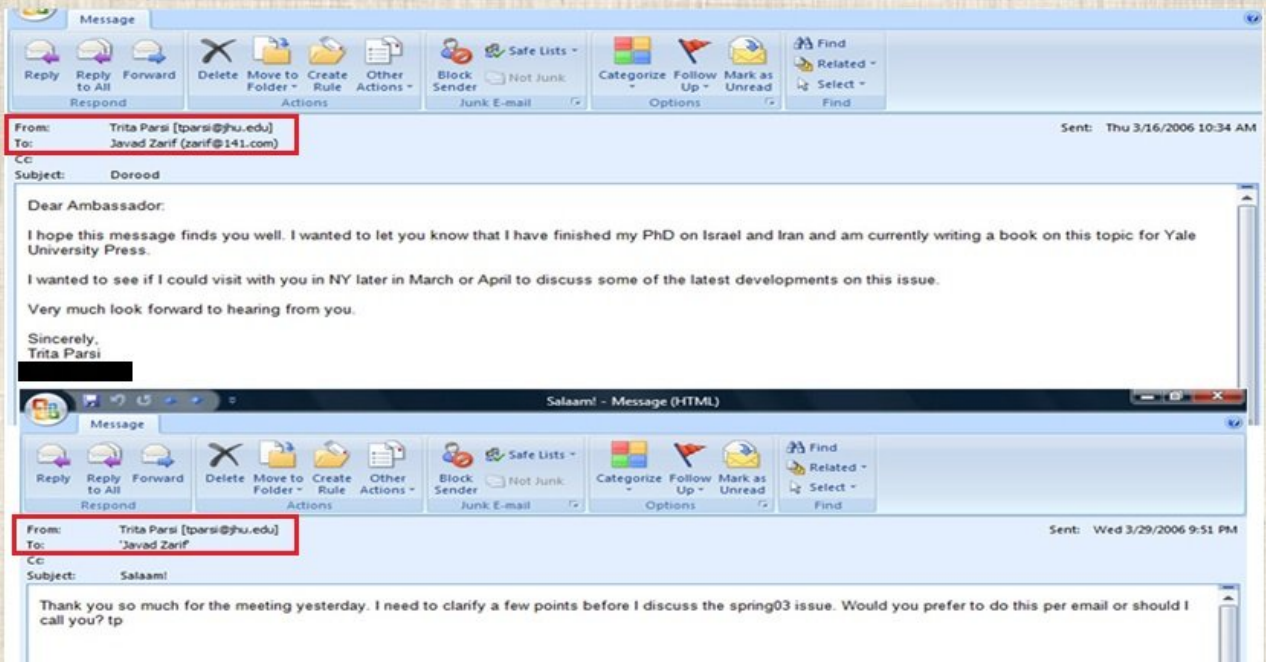 Message
Reply Reply to All Forward Delete Move to Folder Create Rule Other Actions Block Sender Safe Lists Not Junk Categorize Follow Up Mark as Unread Find Related Select
Respond Actions Junk E-mail Options Find
From: Trita Parsi [tparsi@jhu.edu] Sent: Thu 3/16/2006 10:34 AM
To: Javad Zarif (zarif@141.com)
Cc:
Subject: Dorood
Dear Ambassador:
I hope this message finds you well. I wanted to let you know that I have finished my PhD on Israel and Iran and am currently writing a book on this topic for Yale
University Press.
I wanted to see if I could visit with you in NY later in March or April to discuss some of the latest developments on this issue.
Very much look forward to hearing from you.
Sincerely,
Trita Parsi
Salaam! - Message (HTML)
Message
Reply Reply to All Forward Delete Move to Folder Create Rule Other Actions Block Sender Safe Lists Not Junk Categorize Follow Up Mark as Unread Find Related Select
Respond Actions Junk E-mail Options Find
From: Trita Parsi [tparsi@jhu.edu] Sent: Wed 3/29/2006 9:51 PM
To: 'Javad Zarif'
Cc:
Subject: Salaam!
Thank you so much for the meeting yesterday. I need to clarify a few points before I discuss the spring03 issue. Would you prefer to do this per email or should I
call you? tp